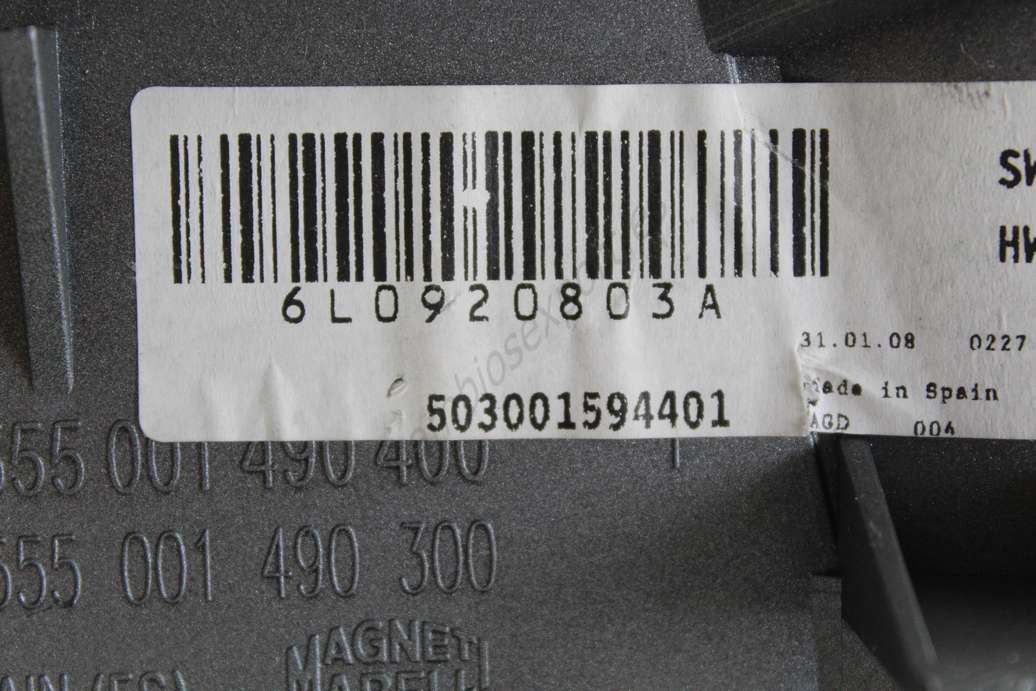 SW
HW
6L0920803A
31.01.08 0227
Made in Spain
503001594401
AGD 004
555 001 490 400
555 001 490 300
MAGNETI
MARELLI